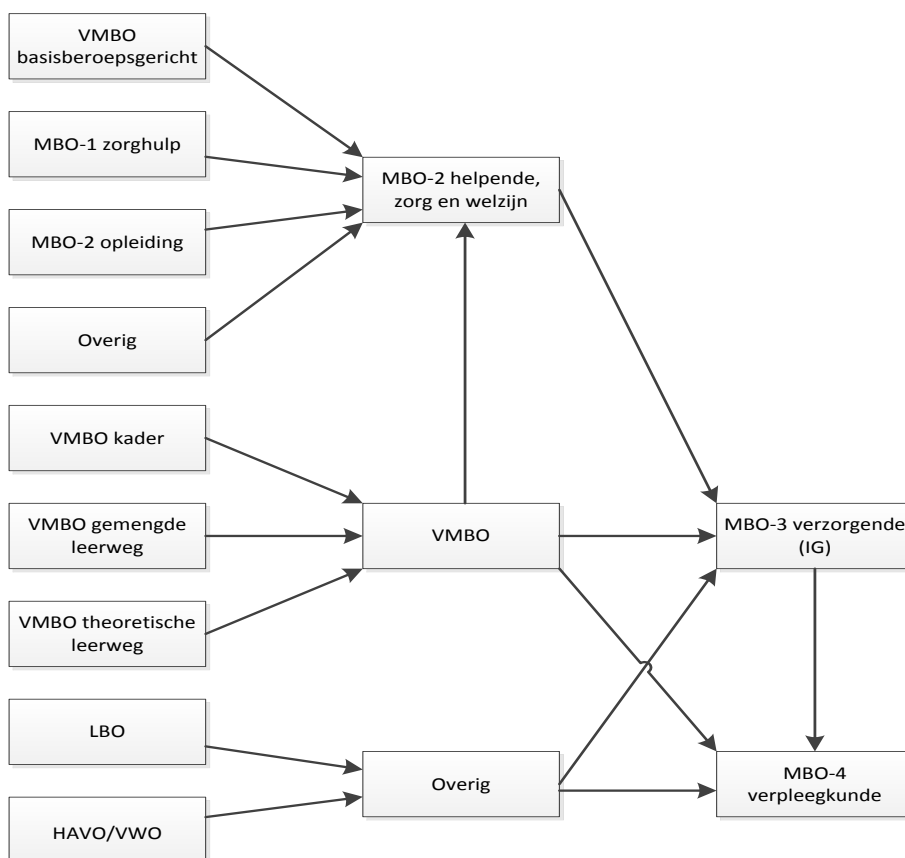 VMBO
basisberoepsgericht
MBO-1 zorghulp
MBO-2 opleiding
Overig
VMBO kader
VMBO gemengde
leerweg
VMBO theoretische
leerweg
LBO
HAVO/VWO
MBO-2 helpende,
zorg en welzijn
VMBO
Overig
MBO-3 verzorgende
(IG)
MBO-4
verpleegkunde